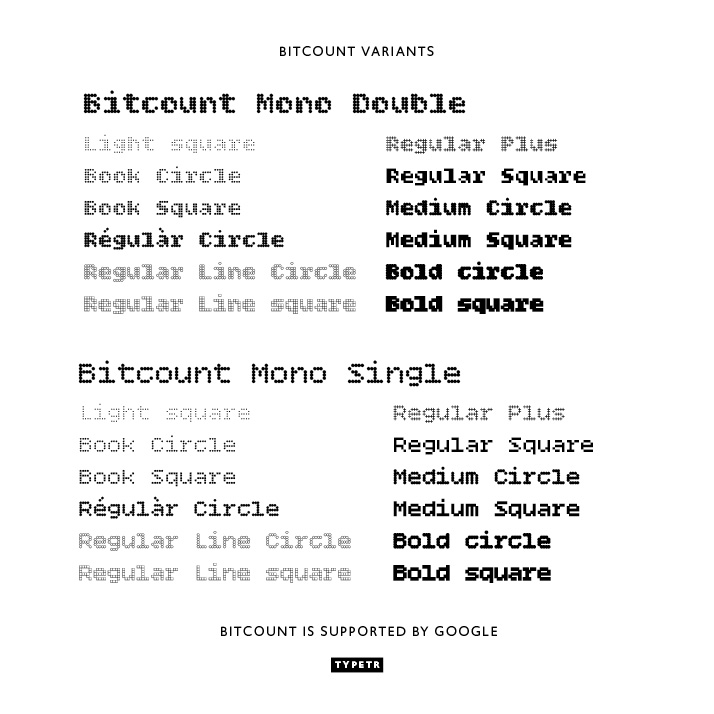 BITCOUNT VARIANTS
Bitcount Mono Double
Light square
Book Circle
Book Square
Régulàr Circle
Regular Line Circle
Regular Line square
Regular Plus
Regular Square
Medium Circle
Medium Square
Bold circle
Bold square
Bitcount Mono Single
Light square
Book Circle
Book Square
Régulàr Circle
Regular Line Circle
Regular Line square
Regular Plus
Regular Square
Medium Circle
Medium Square
Bold circle
Bold square
BITCOUNT IS SUPPORTED BY GOOGLE
TYPETR